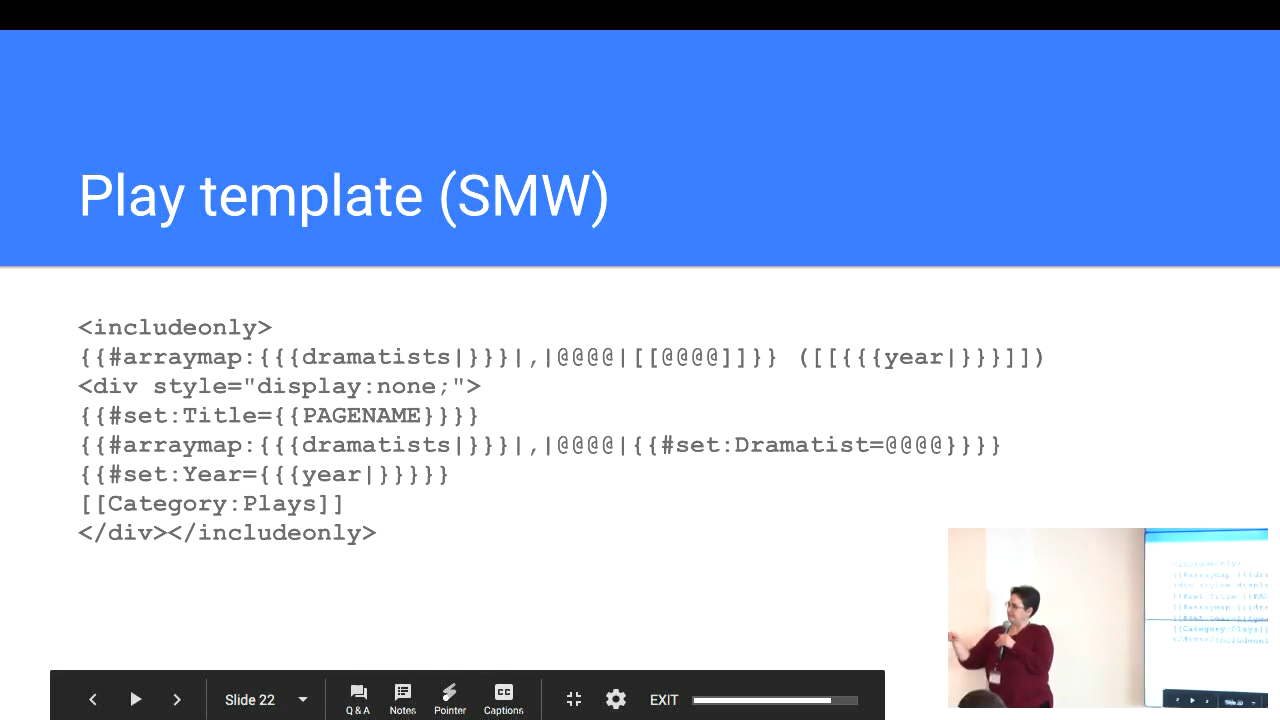 Play template (SMW)
<includeonly>
{{#arraymap:{{{dramatists|}}}|,|@@@@|[[@@@@]]}} ([[{{{year|}}}]])
<div style="display:none;">
{{#set:Title={{PAGENAME}}}}
{{#arraymap:{{{dramatists|}}}|,|@@@@|{{#set:Dramatist=@@@@}}}}
{{#set:Year={{{year|}}}}}
[[Category:Plays]]
</div></includeonly>
Slide 22
Q & A
Notes
Pointer
CC
Captions
EXIT